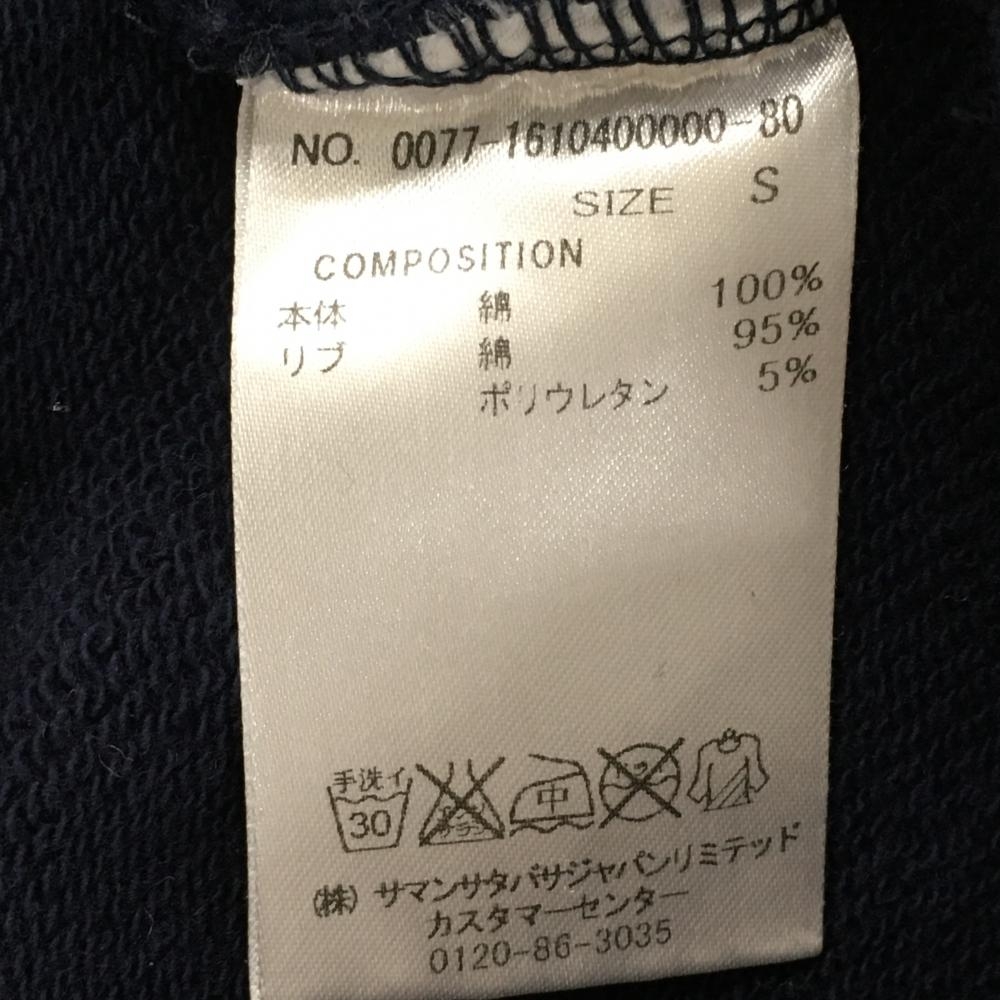 NO. 0077-1610400000-80
SIZE S
COMPOSITION
本体 綿 100%
リブ 綿 95%
ポリウレタン 5%
手洗イ
30
中
(株) サマンサタバサジャパンリミテッド
カスタマーセンター
0120-86-3035